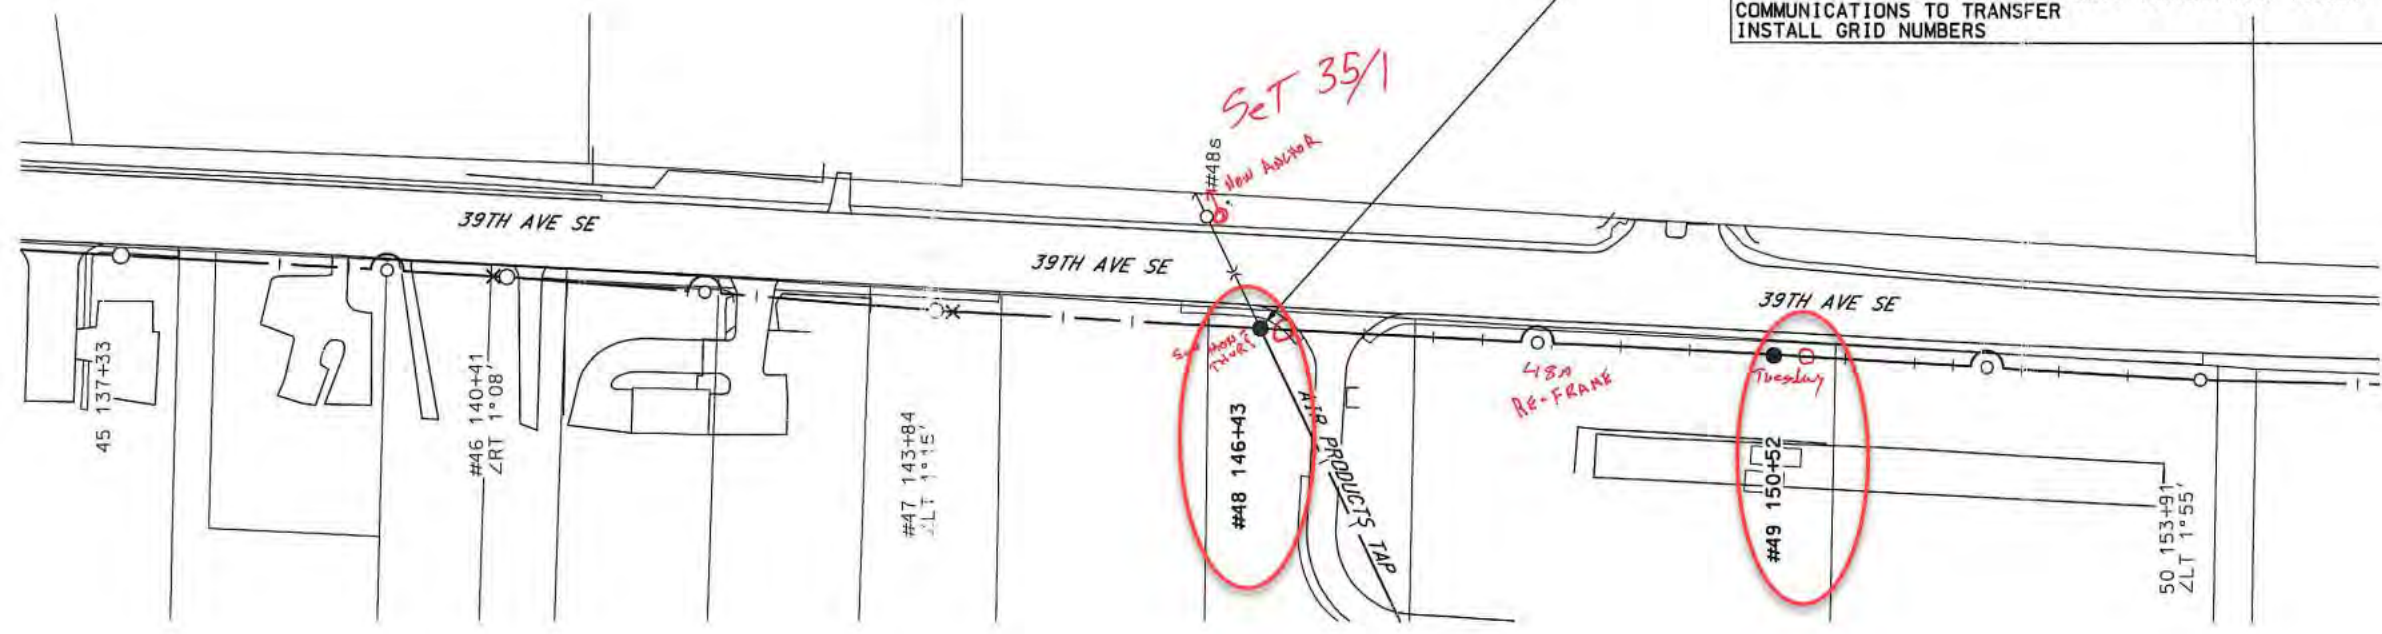 COMMUNICATIONS TO TRANSFER
INSTALL GRID NUMBERS
SeT 35/1
#48s
New Anchor
39TH AVE SE
39TH AVE SE
39TH AVE SE
45 137+33
#46 140+41
∠RT 1°08'
#47 143+84
∠LT 1°15'
THURS
#48 146+43
AIR PRODUCTS TAP
48A
RE-FRAME
Tuesday
#49 150+52
50 153+91
∠LT 1°55'